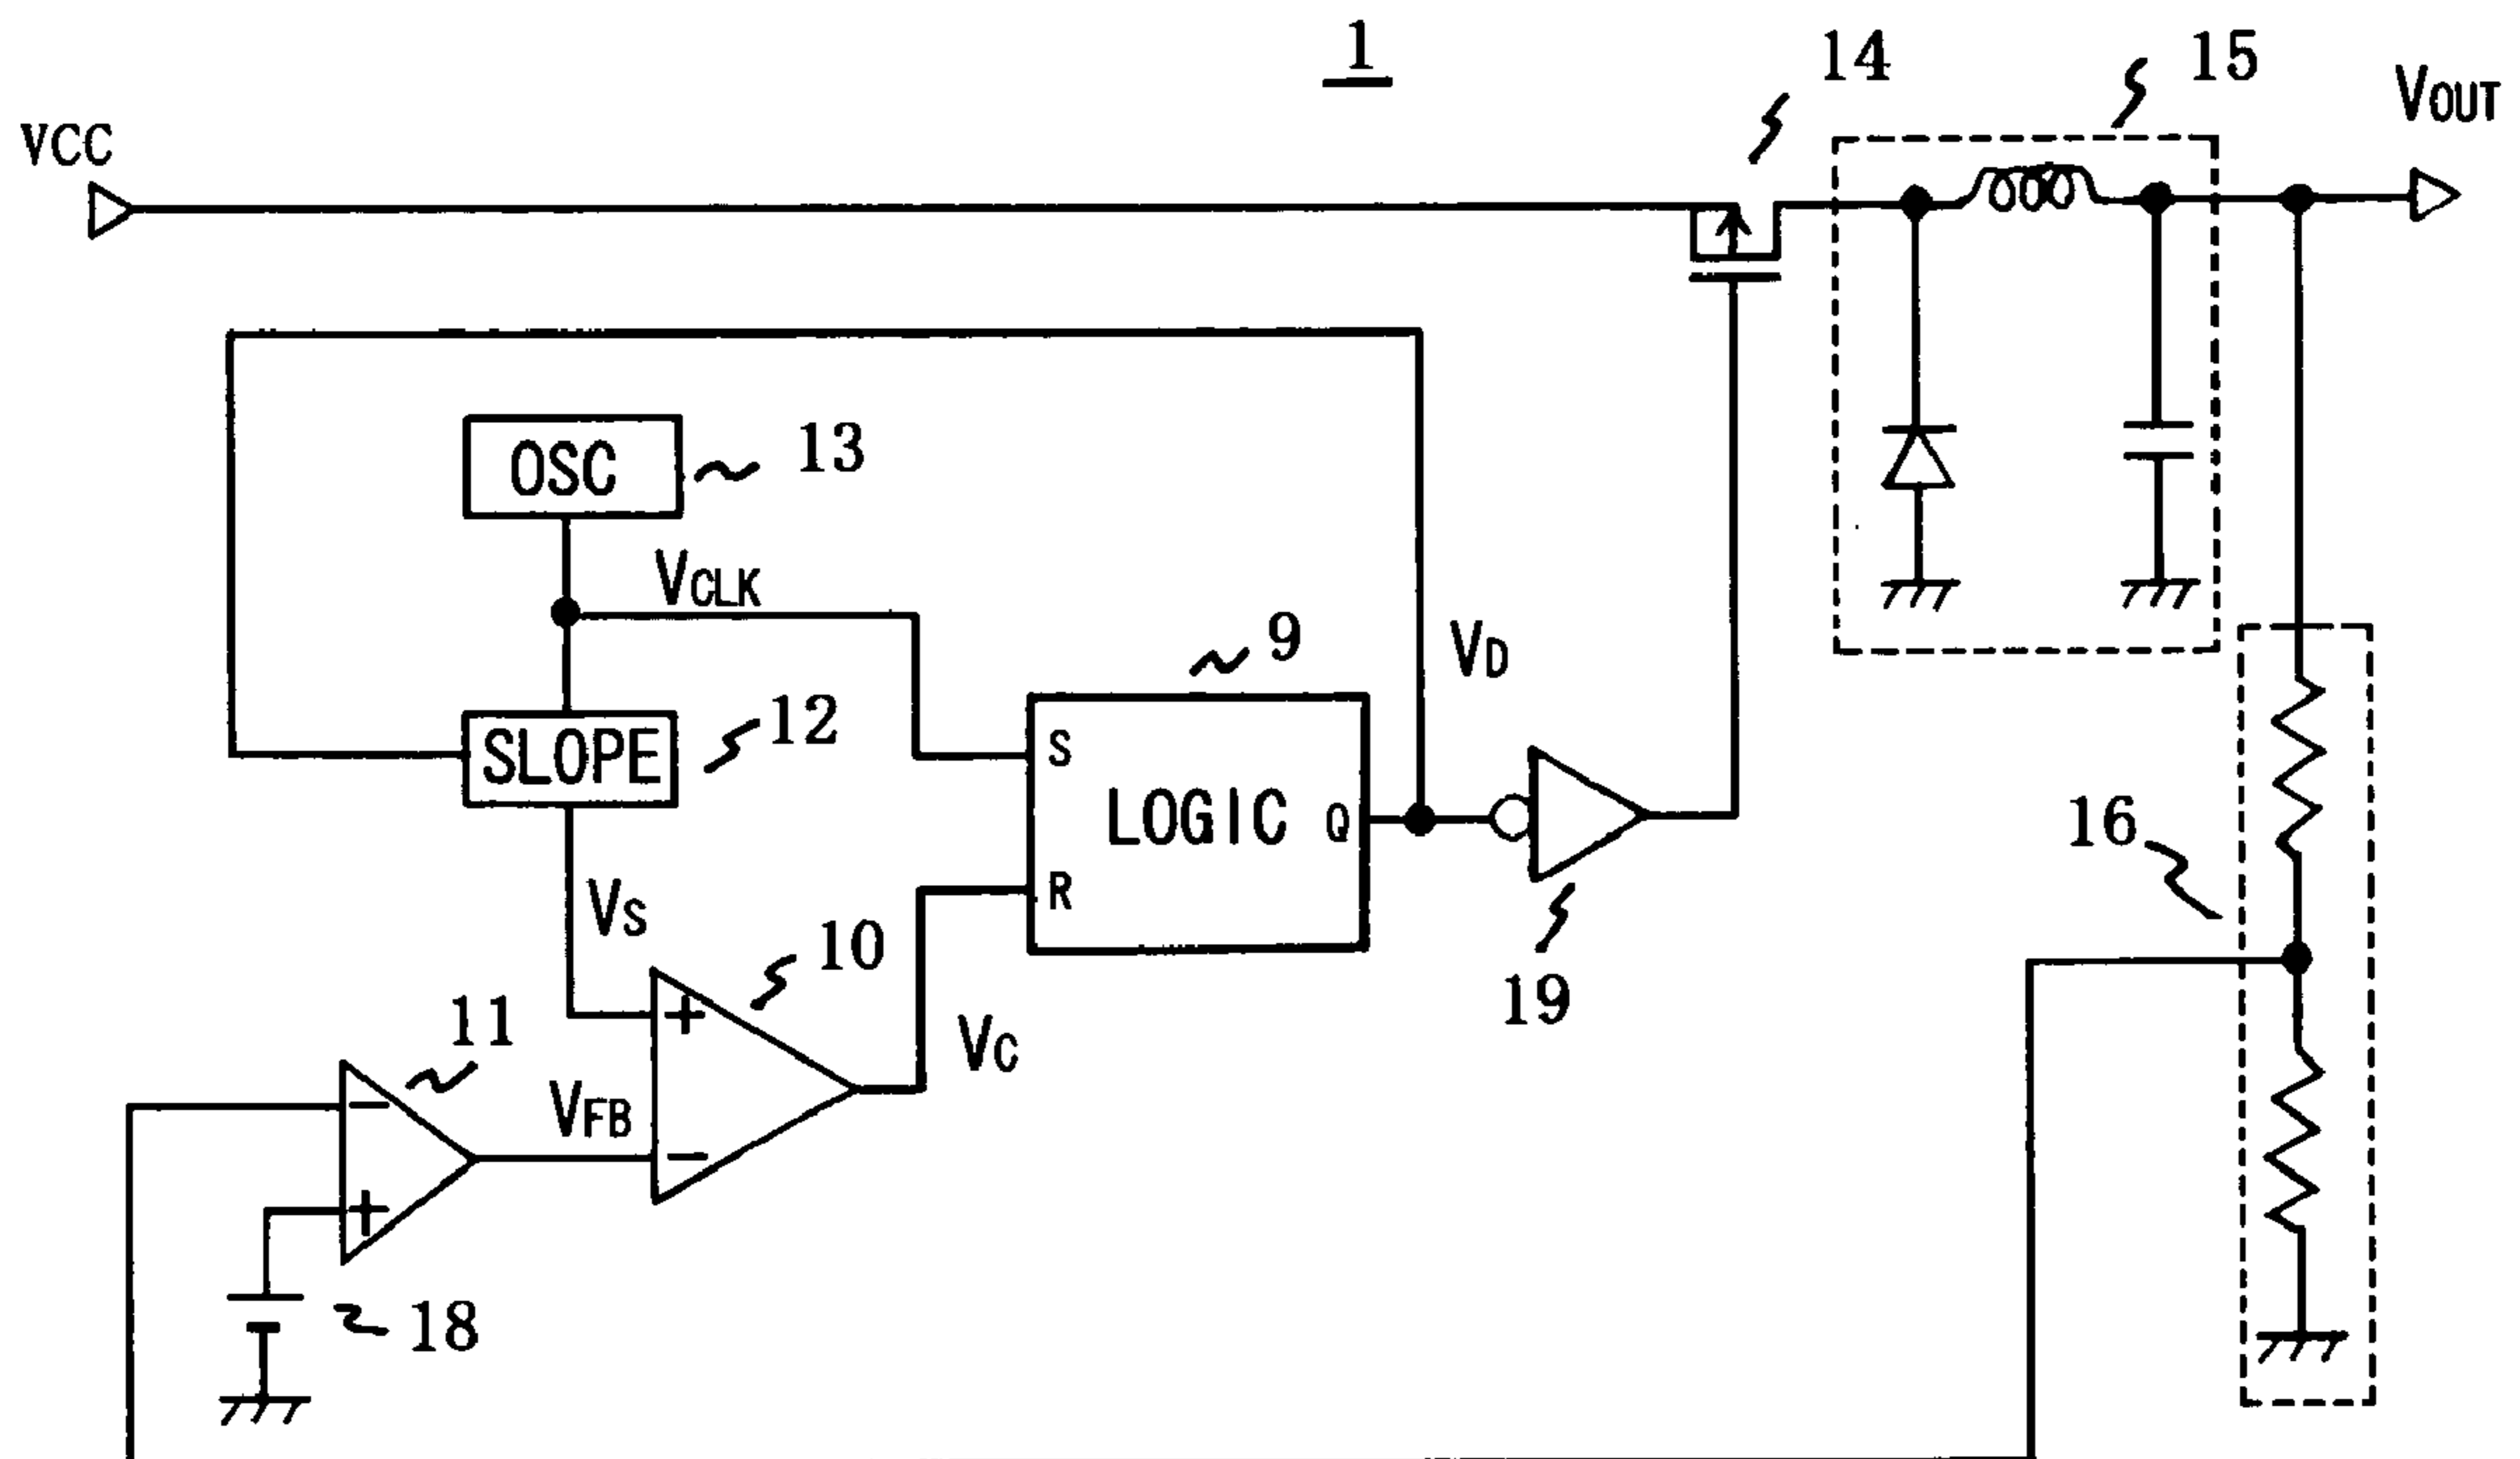 1
14
15
VOUT
VCC
OSC
13
VCLK
9
VD
SLOPE
12
S
LOGIC
Q
R
16
VS
10
19
11
VC
VFB
+
−
−
+
18